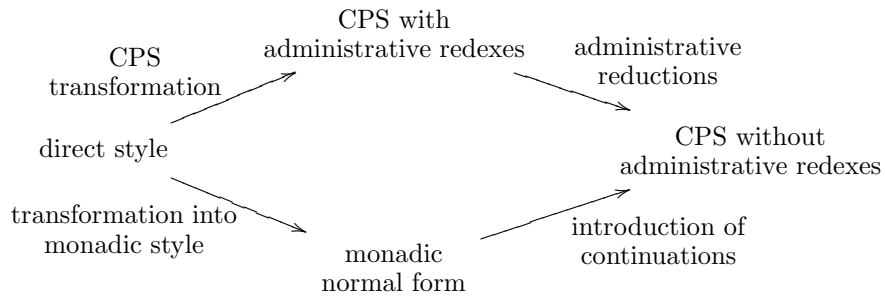 CPS with
administrative redexes
CPS
transformation
administrative
reductions
direct style
CPS without
administrative redexes
transformation into
monadic style
introduction of
continuations
monadic
normal form